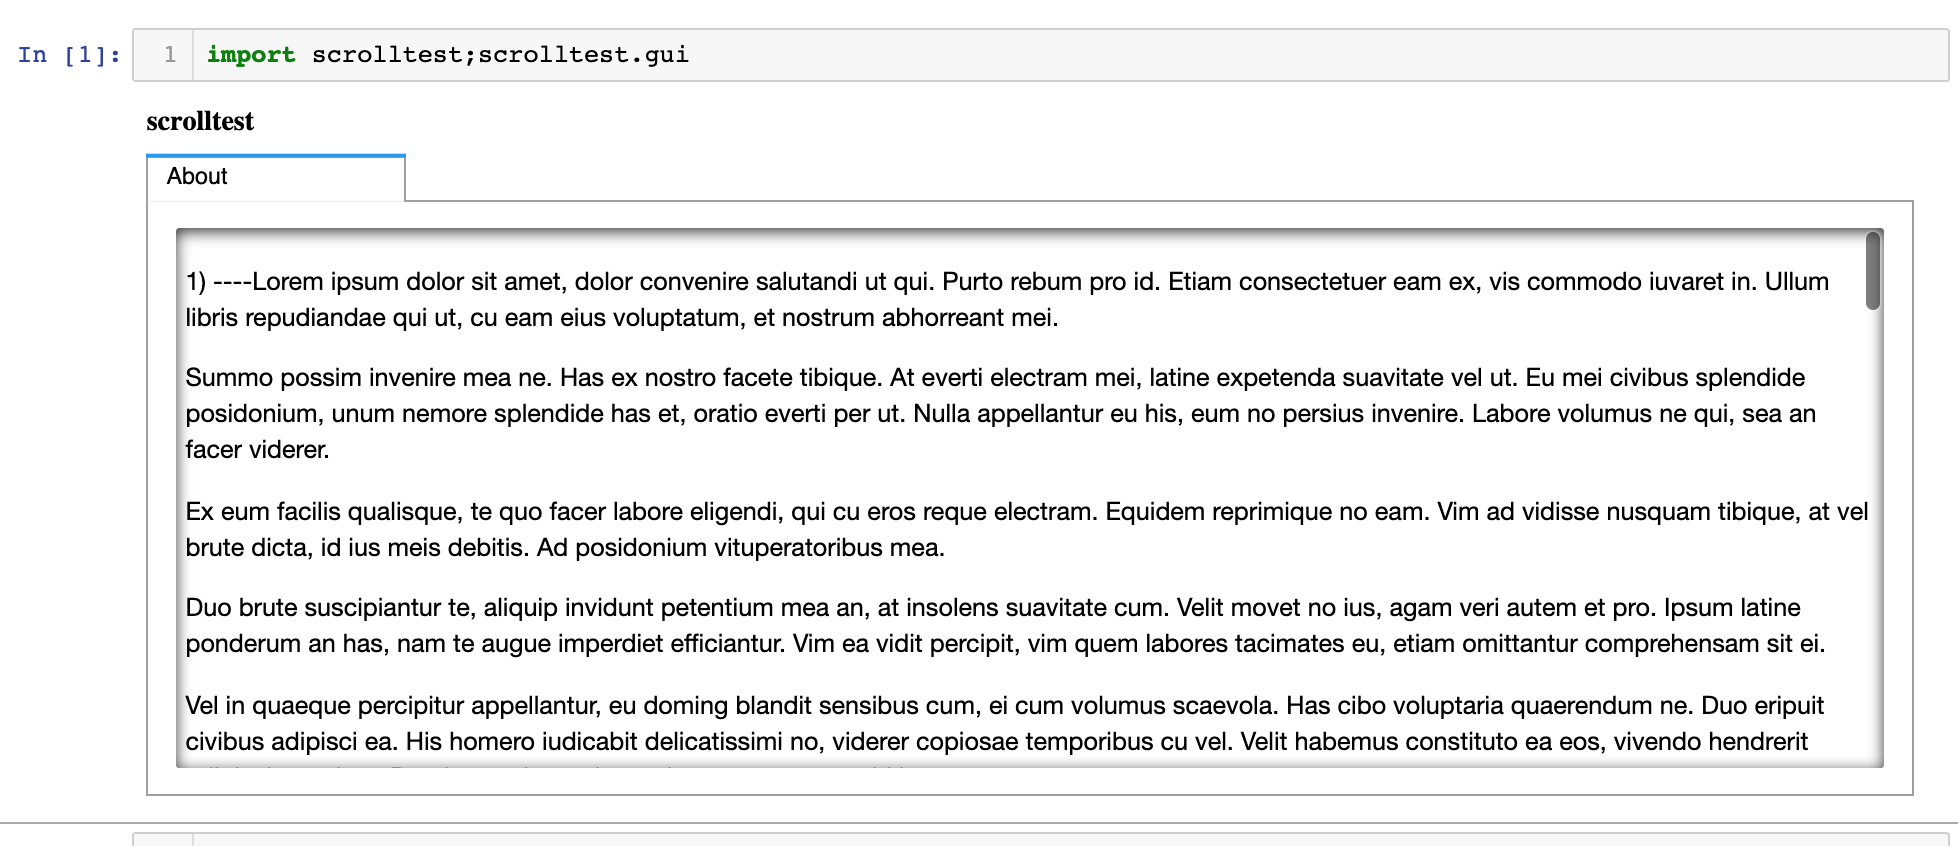 In [1]: 1 import scrolltest;scrolltest.gui
scrolltest
About
1) ----Lorem ipsum dolor sit amet, dolor convenire salutandi ut qui. Purto rebum pro id. Etiam consectetuer eam ex, vis commodo iuvaret in. Ullum
libris repudiandae qui ut, cu eam eius voluptatum, et nostrum abhorreant mei.
Summo possim invenire mea ne. Has ex nostro facete tibique. At everti electram mei, latine expetenda suavitate vel ut. Eu mei civibus splendide
posidonium, unum nemore splendide has et, oratio everti per ut. Nulla appellantur eu his, eum no persius invenire. Labore volumus ne qui, sea an
facer viderer.
Ex eum facilis qualisque, te quo facer labore eligendi, qui cu eros reque electram. Equidem reprimique no eam. Vim ad vidisse nusquam tibique, at vel
brute dicta, id ius meis debitis. Ad posidonium vituperatoribus mea.
Duo brute suscipiantur te, aliquip invidunt petentium mea an, at insolens suavitate cum. Velit movet no ius, agam veri autem et pro. Ipsum latine
ponderum an has, nam te augue imperdiet efficiantur. Vim ea vidit percipit, vim quem labores tacimates eu, etiam omittantur comprehensam sit ei.
Vel in quaeque percipitur appellantur, eu doming blandit sensibus cum, ei cum volumus scaevola. Has cibo voluptaria quaerendum ne. Duo eripuit
civibus adipisci ea. His homero iudicabit delicatissimi no, viderer copiosae temporibus cu vel. Velit habemus constituto ea eos, vivendo hendrerit